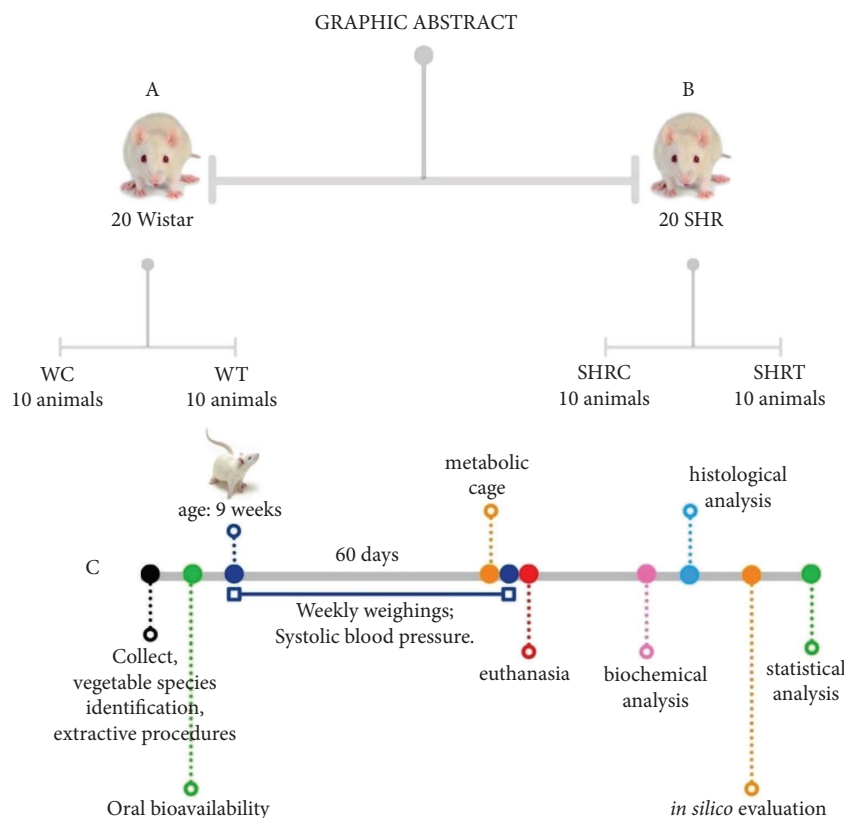 GRAPHIC ABSTRACT
A
B
20 Wistar
20 SHR
WC
10 animals
WT
10 animals
SHRC
10 animals
SHRT
10 animals
C
age: 9 weeks
60 days
metabolic
cage
histological
analysis
Weekly weighings;
Systolic blood pressure.
Collect,
vegetable species
identification,
extractive procedures
euthanasia
biochemical
analysis
statistical
analysis
Oral bioavailability
in silico evaluation